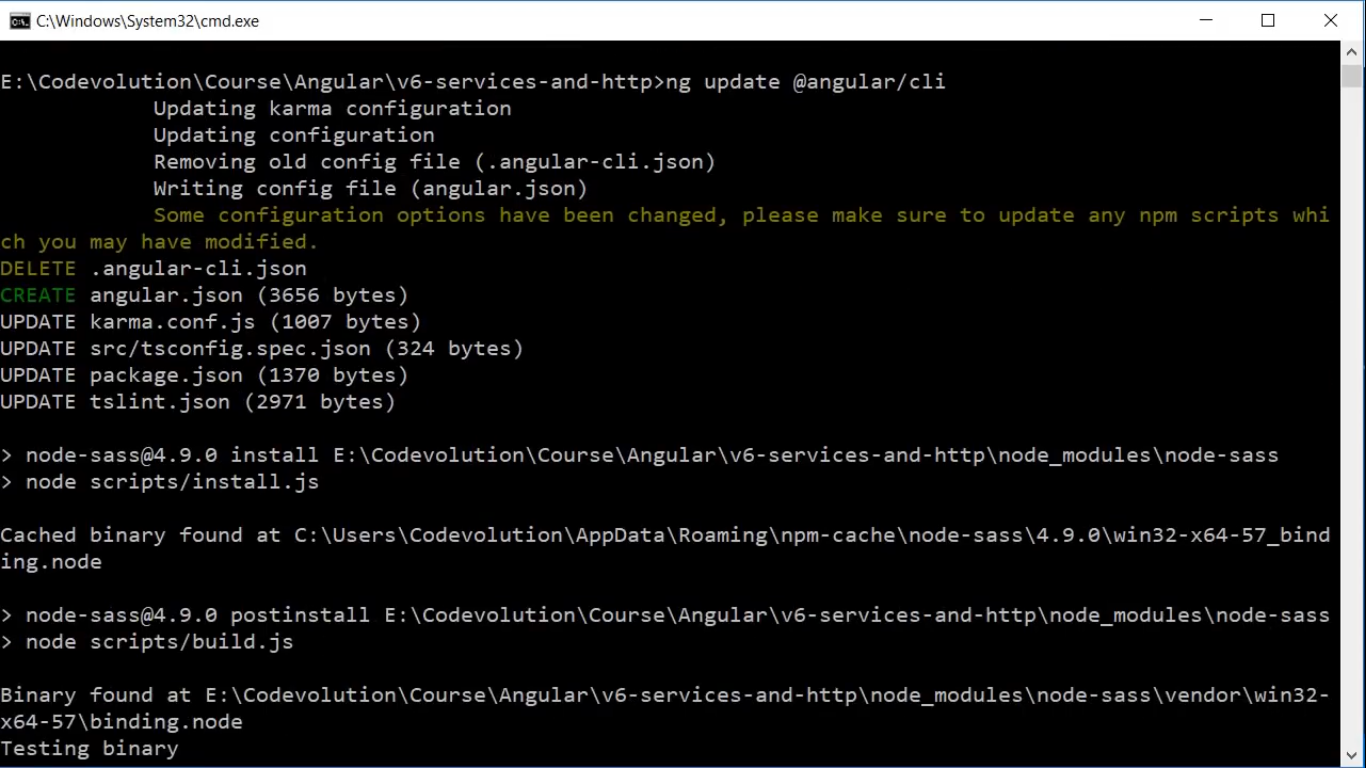 C:\Windows\System32\cmd.exe
E:\Codevolution\Course\Angular\v6-services-and-http>ng update @angular/cli
Updating karma configuration
Updating configuration
Removing old config file (.angular-cli.json)
Writing config file (angular.json)
Some configuration options have been changed, please make sure to update any npm scripts whi
ch you may have modified.
DELETE .angular-cli.json
CREATE angular.json (3656 bytes)
UPDATE karma.conf.js (1007 bytes)
UPDATE src/tsconfig.spec.json (324 bytes)
UPDATE package.json (1370 bytes)
UPDATE tslint.json (2971 bytes)
> node-sass@4.9.0 install E:\Codevolution\Course\Angular\v6-services-and-http\node_modules\node-sass
> node scripts/install.js
Cached binary found at C:\Users\Codevolution\AppData\Roaming\npm-cache\node-sass\4.9.0\win32-x64-57_bind
ing.node
> node-sass@4.9.0 postinstall E:\Codevolution\Course\Angular\v6-services-and-http\node_modules\node-sass
> node scripts/build.js
Binary found at E:\Codevolution\Course\Angular\v6-services-and-http\node_modules\node-sass\vendor\win32-
x64-57\binding.node
Testing binary